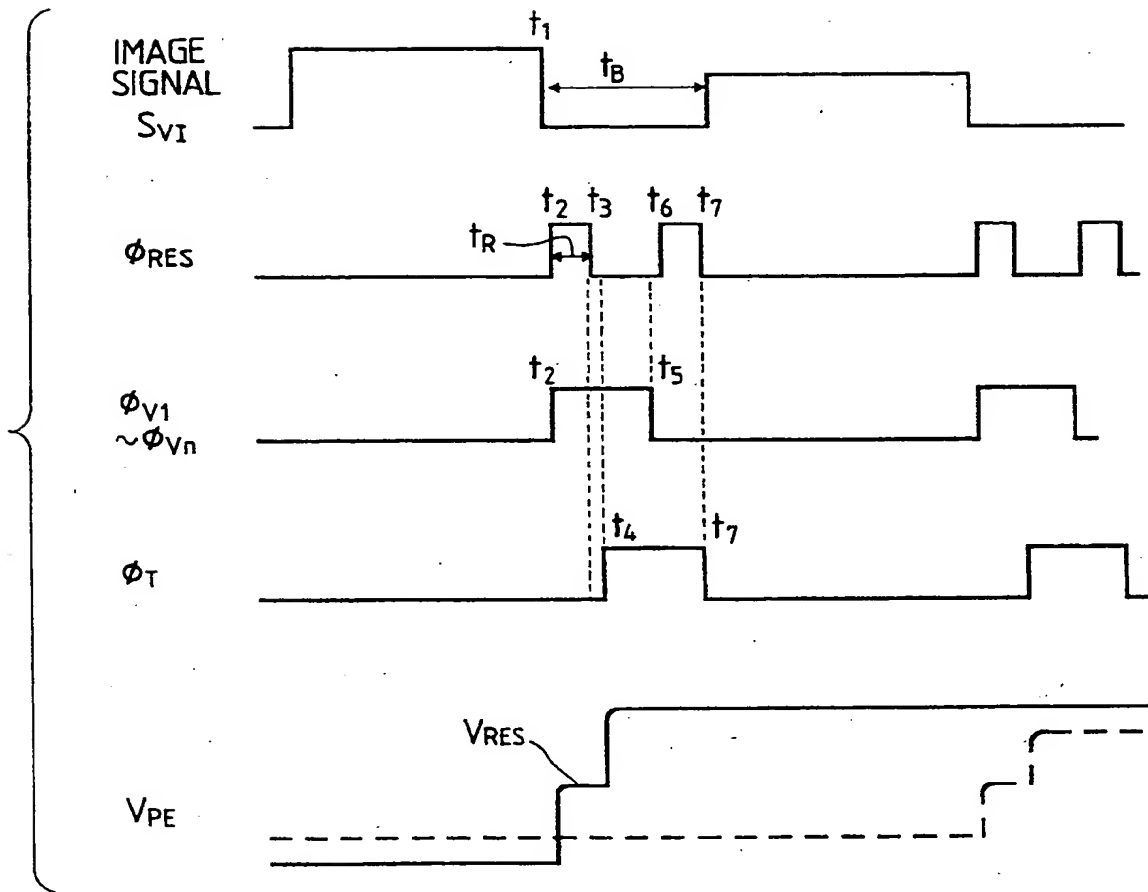 t1
IMAGE
SIGNAL
SVI
tB
t2 t3 t6 t7
tR
ϕRES
t2 t5
ϕV1
~ϕVn
t4 t7
ϕT
VRES
VPE